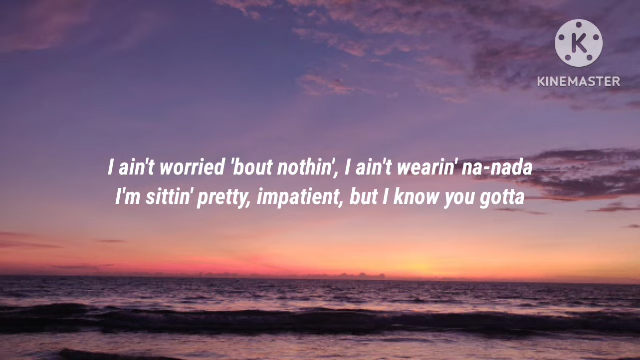 K
KINEMASTER
I ain't worried 'bout nothin', I ain't wearin' na-nada
I'm sittin' pretty, impatient, but I know you gotta